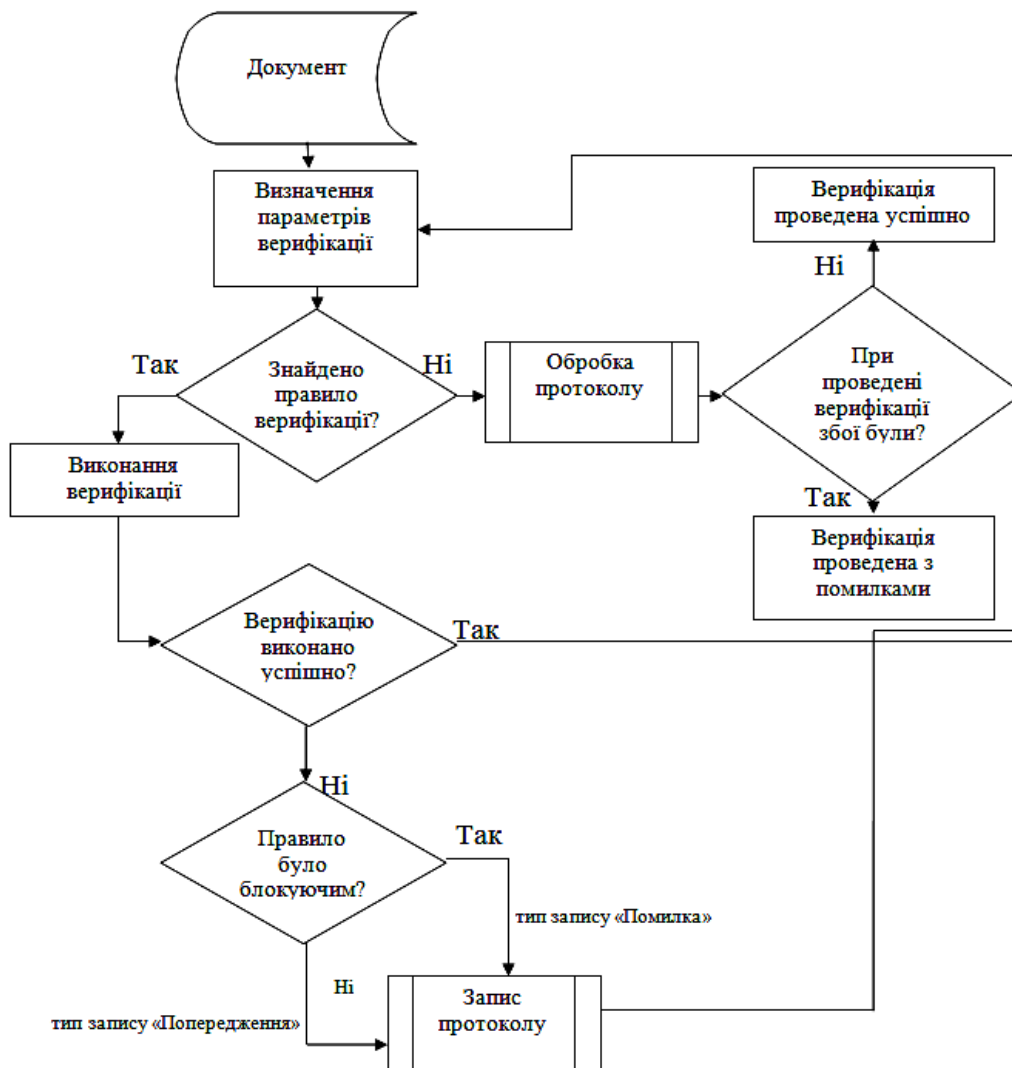 Документ
Визначення
параметрів
верифікації
Верифікація
проведена успішно
Ні
Так
Знайдено
правило
верифікації?
Ні
Обробка
протоколу
При
проведені
верифікації
збої були?
Виконання
верифікації
Так
Верифікація
проведена з
помилками
Верифікацію
виконано
успішно?
Так
Ні
Правило
було
блокуючим?
Так
тип запису «Помилка»
Ні
тип запису «Попередження»
Запис
протоколу